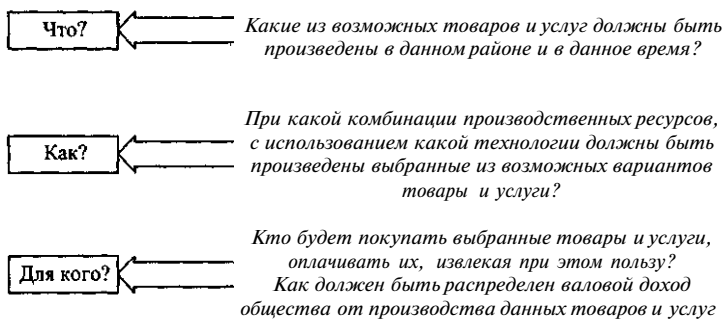 Что?
Какие из возможных товаров и услуг должны быть
произведены в данном районе и в данное время?
При какой комбинации производственных ресурсов,
с использованием какой технологии должны быть
Как?
произведены выбранные из возможных вариантов
товары и услуги?
Кто будет покупать выбранные товары и услуги,
оплачивать их, извлекая при этом пользу?
Для кого?
Как должен быть распределен валовой доход
общества от производства данных товаров и услуг